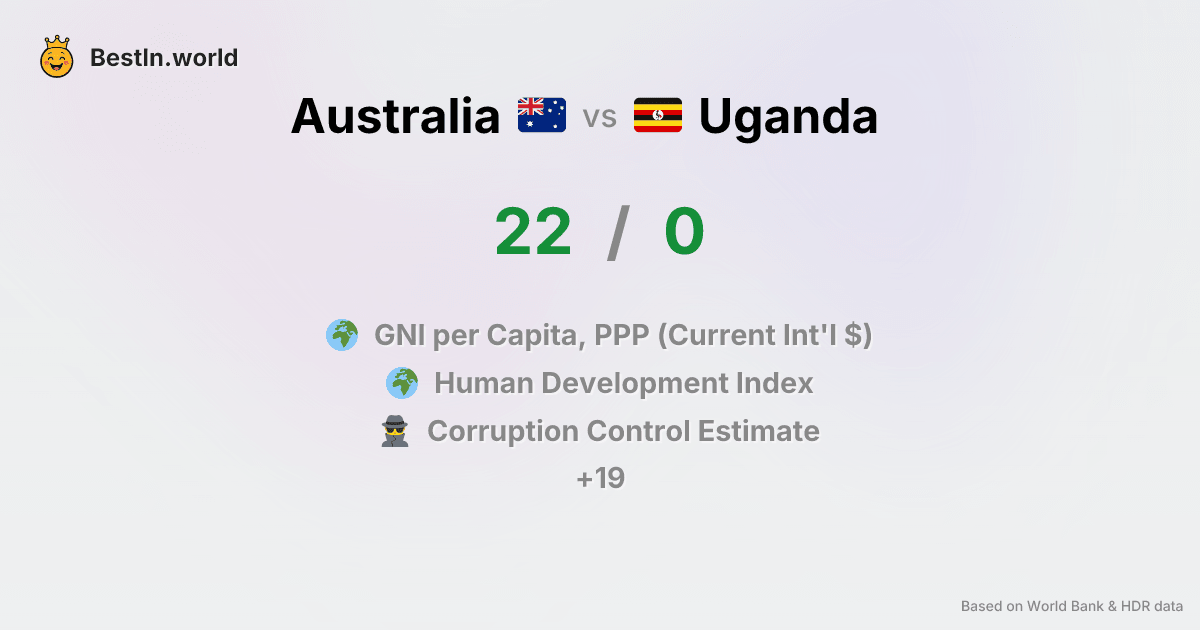 BestIn.world
Australia vs Uganda
22 / 0
GNI per Capita, PPP (Current Int'l $)
Human Development Index
Corruption Control Estimate
+19
Based on World Bank & HDR data